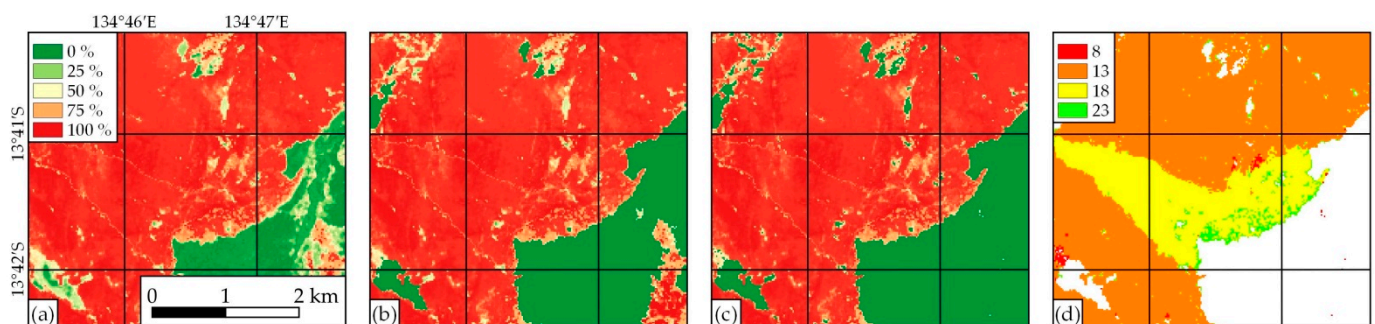 134°46′E 134°47′E
0 %
25 %
50 %
75 %
100 %
8
13
18
23
13°41′S
13°42′S
0 1 2 km
(a)
(b)
(c)
(d)